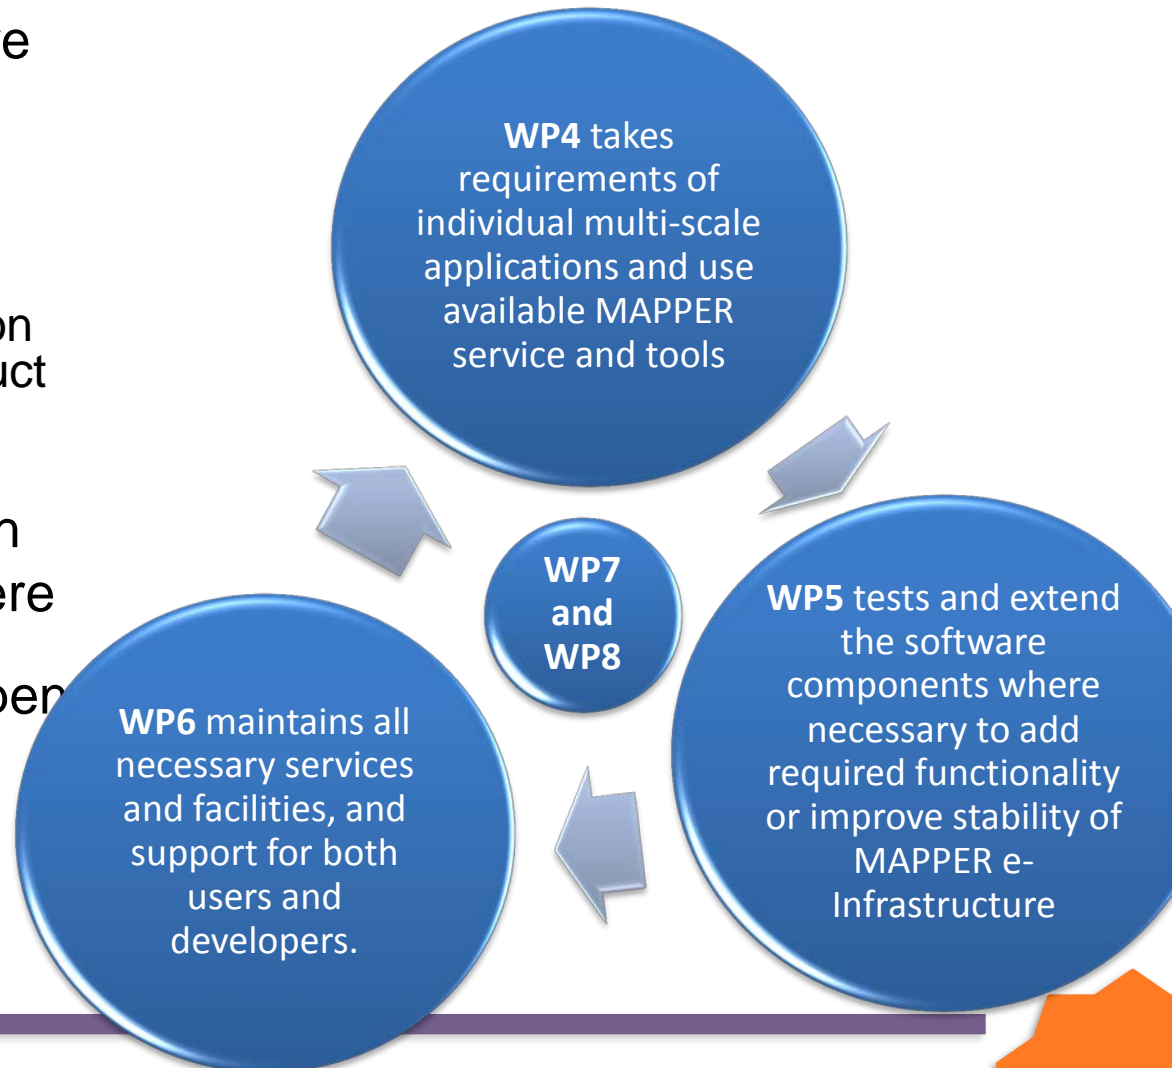 WP4 takes
requirements of
individual multi-scale
applications and use
available MAPPER
service and tools
WP7
and
WP8
WP5 tests and extend
the software
components where
necessary to add
required functionality
or improve stability of
MAPPER e-
Infrastructure
WP6 maintains all
necessary services
and facilities, and
support for both
users and
developers.